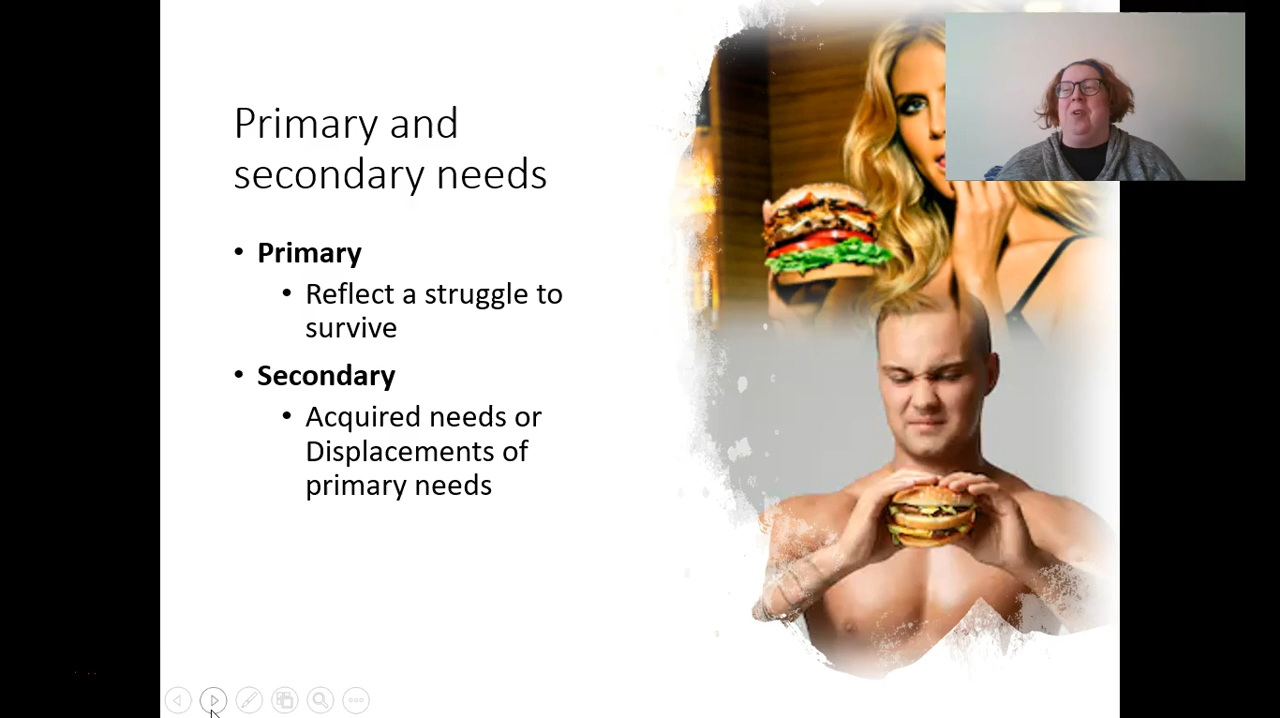 Primary and
secondary needs
• Primary
• Reflect a struggle to
survive
• Secondary
• Acquired needs or
Displacements of
primary needs